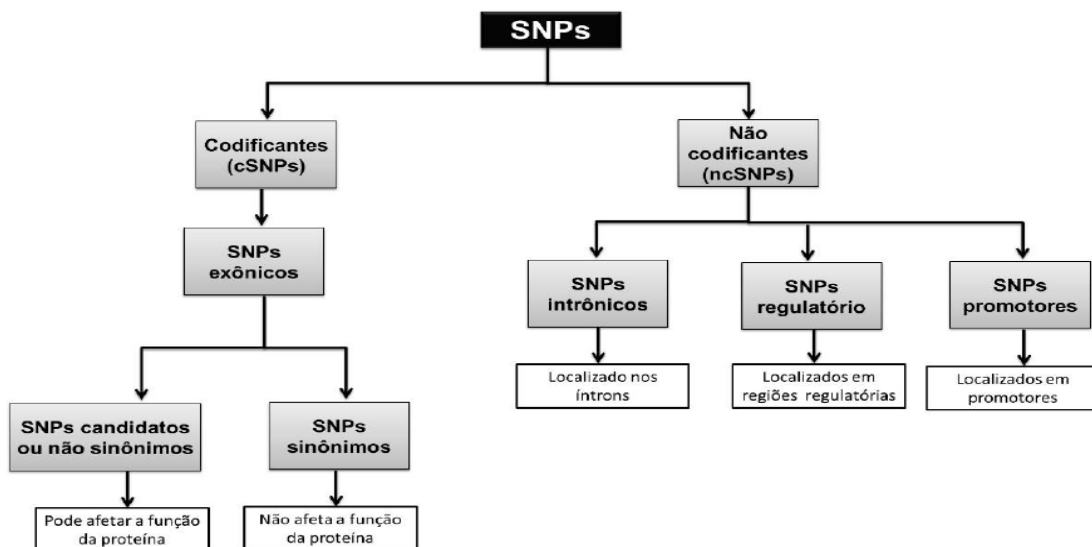 SNPs
Codificantes
(cSNPs)
Não
codificantes
(ncSNPs)
SNPs
exônicos
SNPs
intrônicos
SNPs
regulatório
SNPs
promotores
Localizado nos
íntrons
Localizados em
regiões regulatórias
Localizados em
promotores
SNPs candidatos
ou não sinônimos
SNPs
sinônimos
Pode afetar a função
da proteína
Não afeta a função
da proteína